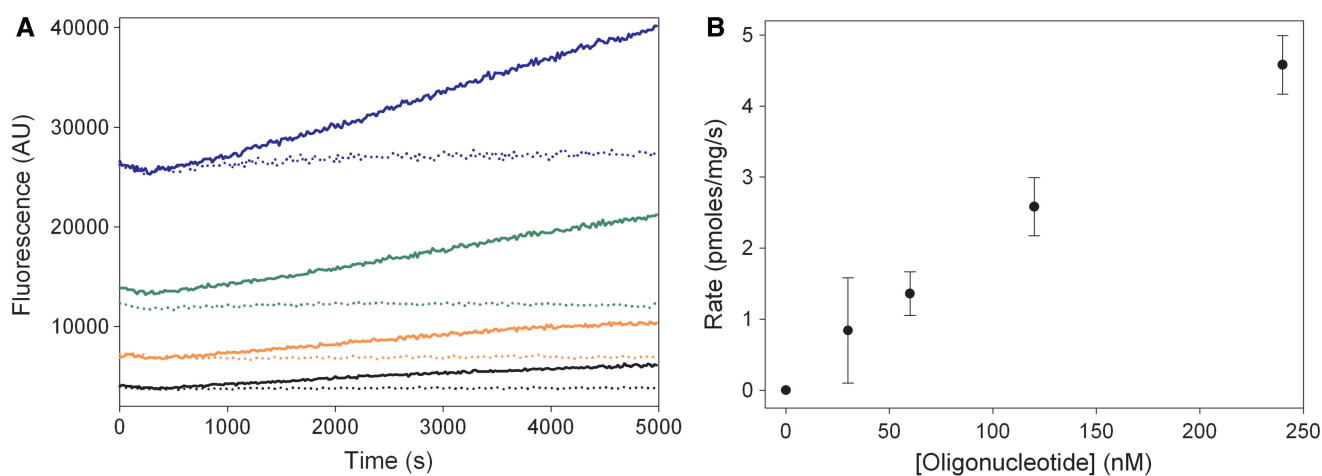 A
Fluorescence (AU)
40000
30000
20000
10000
0 1000 2000 3000 4000 5000
Time (s)
B
Rate (pmoles/mg/s)
5
4
3
2
1
0
0 50 100 150 200 250
[Oligonucleotide] (nM)